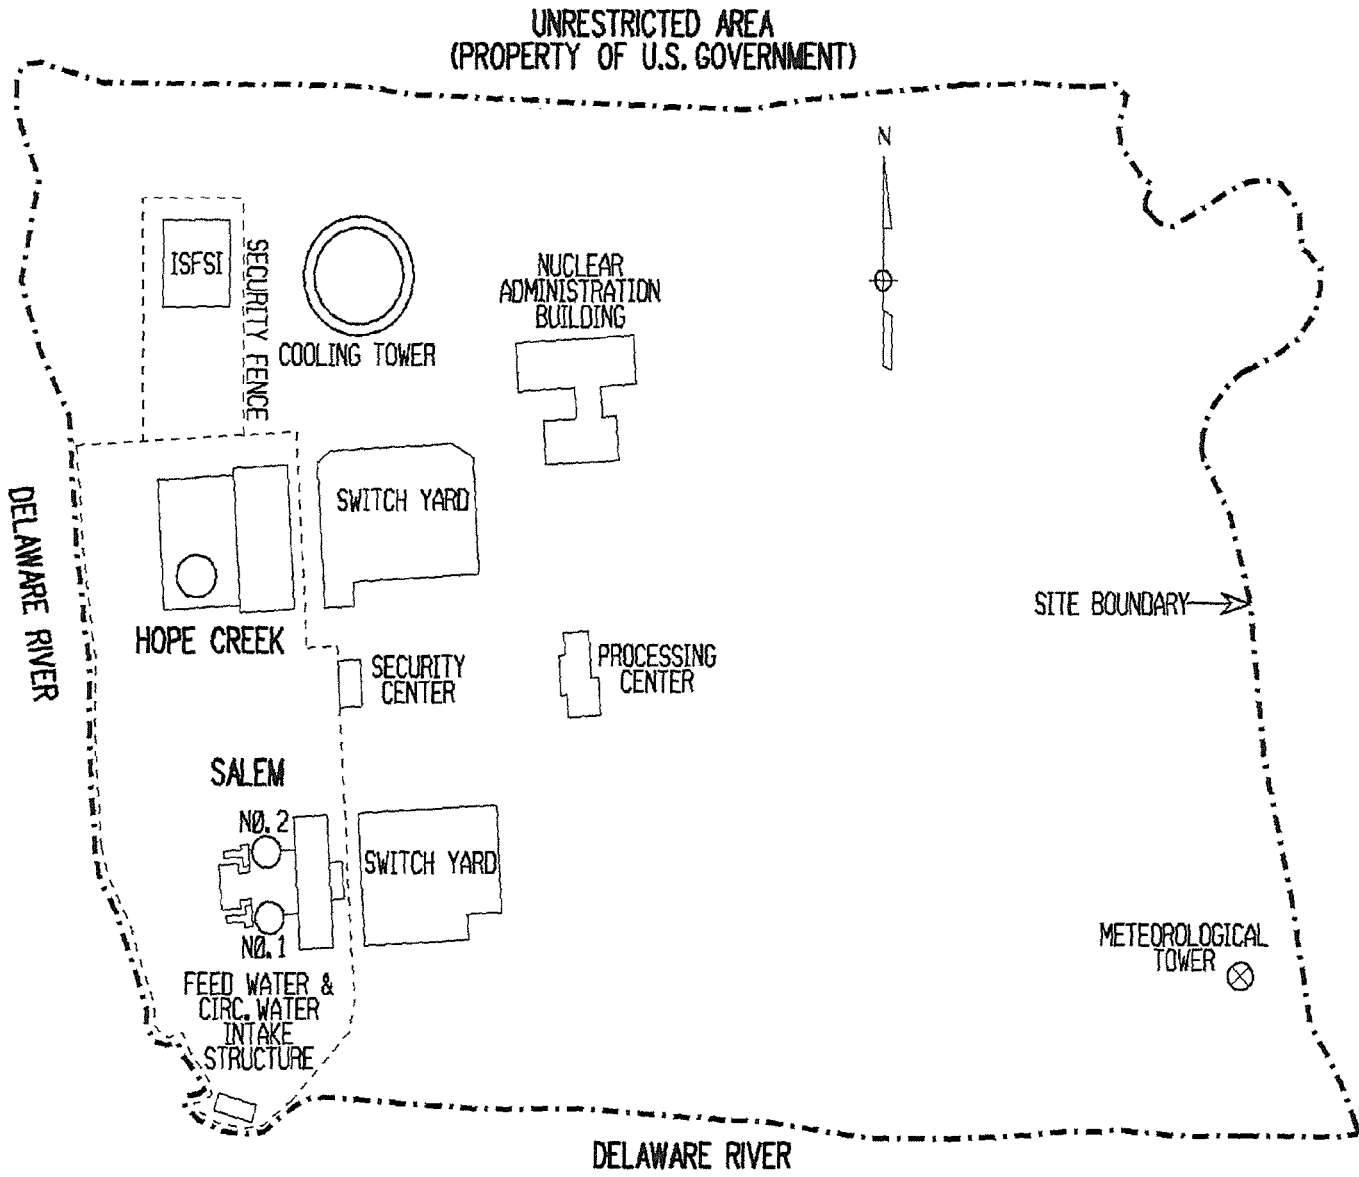 UNRESTRICTED AREA
(PROPERTY OF U.S. GOVERNMENT)
N
ISFSI
SECURITY FENCE
COOLING TOWER
NUCLEAR
ADMINISTRATION
BUILDING
SWITCH YARD
DELAWARE RIVER
HOPE CREEK
SITE BOUNDARY
SECURITY
CENTER
PROCESSING
CENTER
SALEM
NØ. 2
SWITCH YARD
NØ. 1
METEOROLOGICAL
TOWER
FEED WATER &
CIRC. WATER
INTAKE
STRUCTURE
DELAWARE RIVER